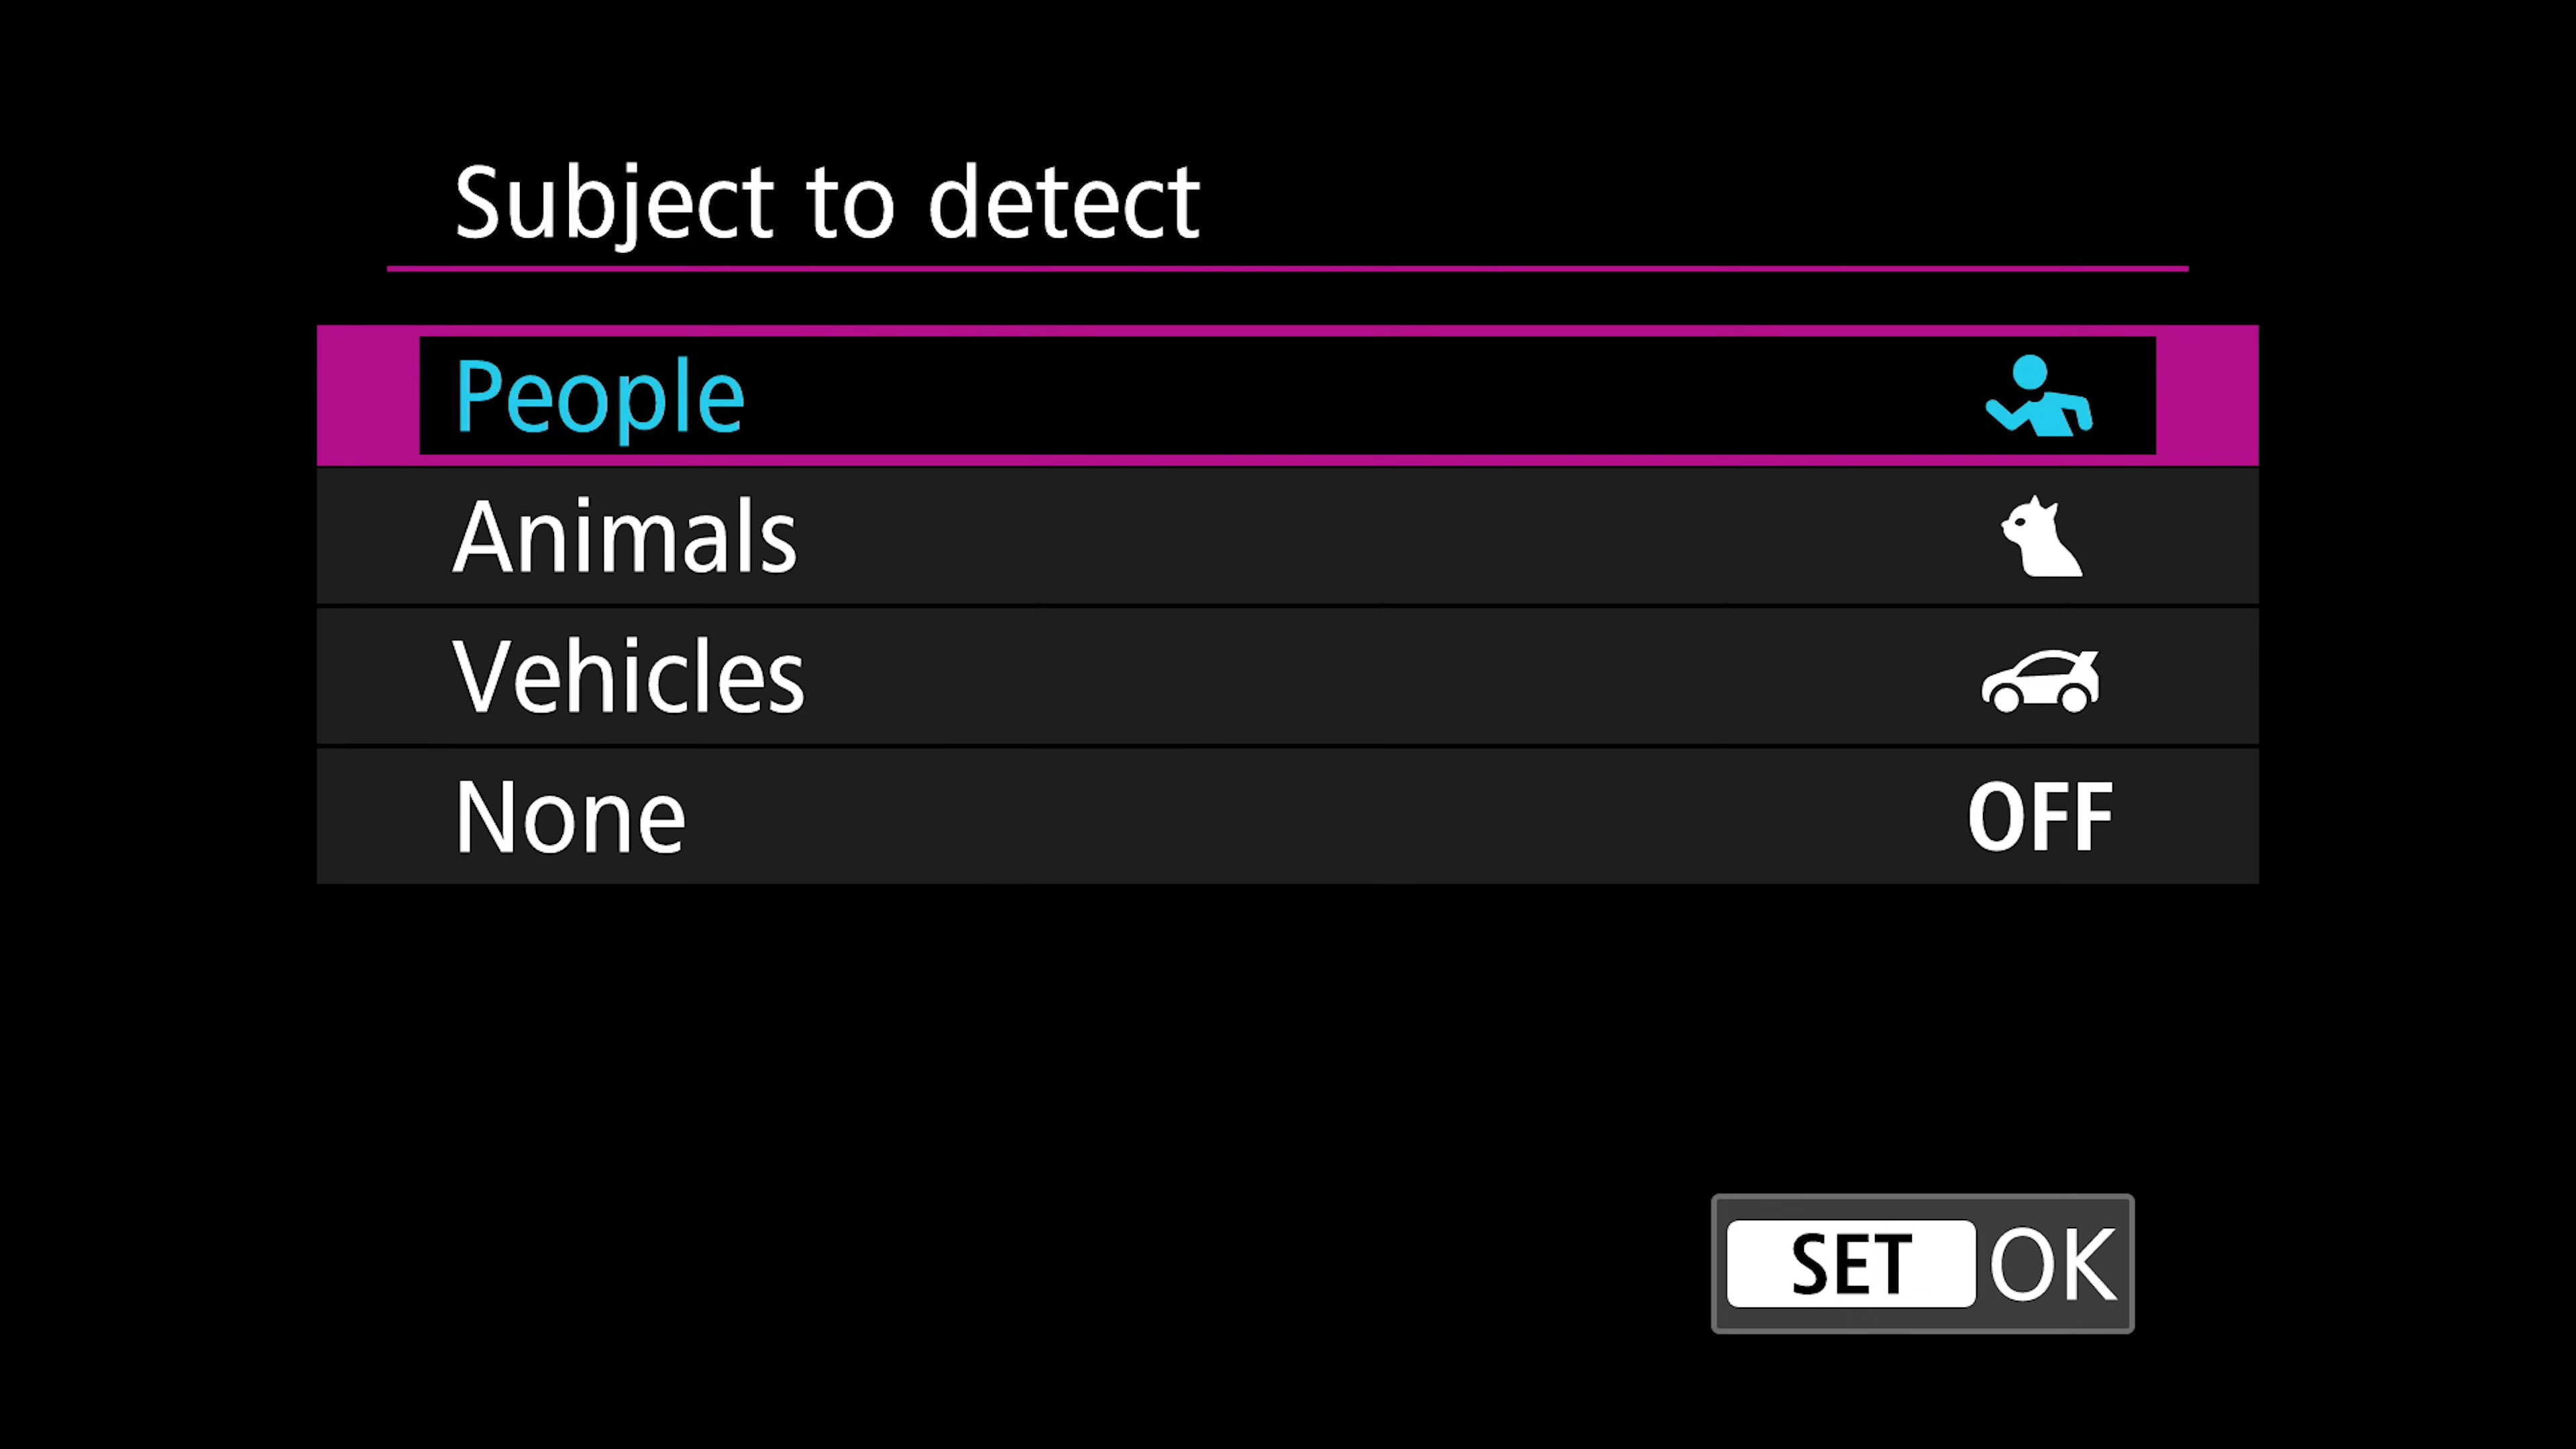 Subject to detect
People
Animals
Vehicles
None OFF
SET OK